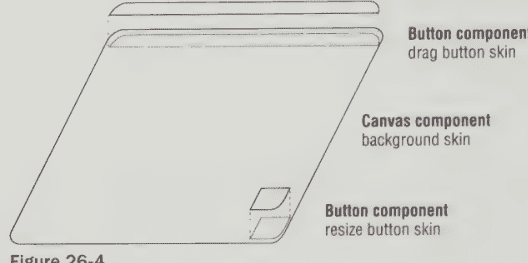 Button component
drag button skin
Canvas component
background skin
Button component
resize button skin
Figure 26-4